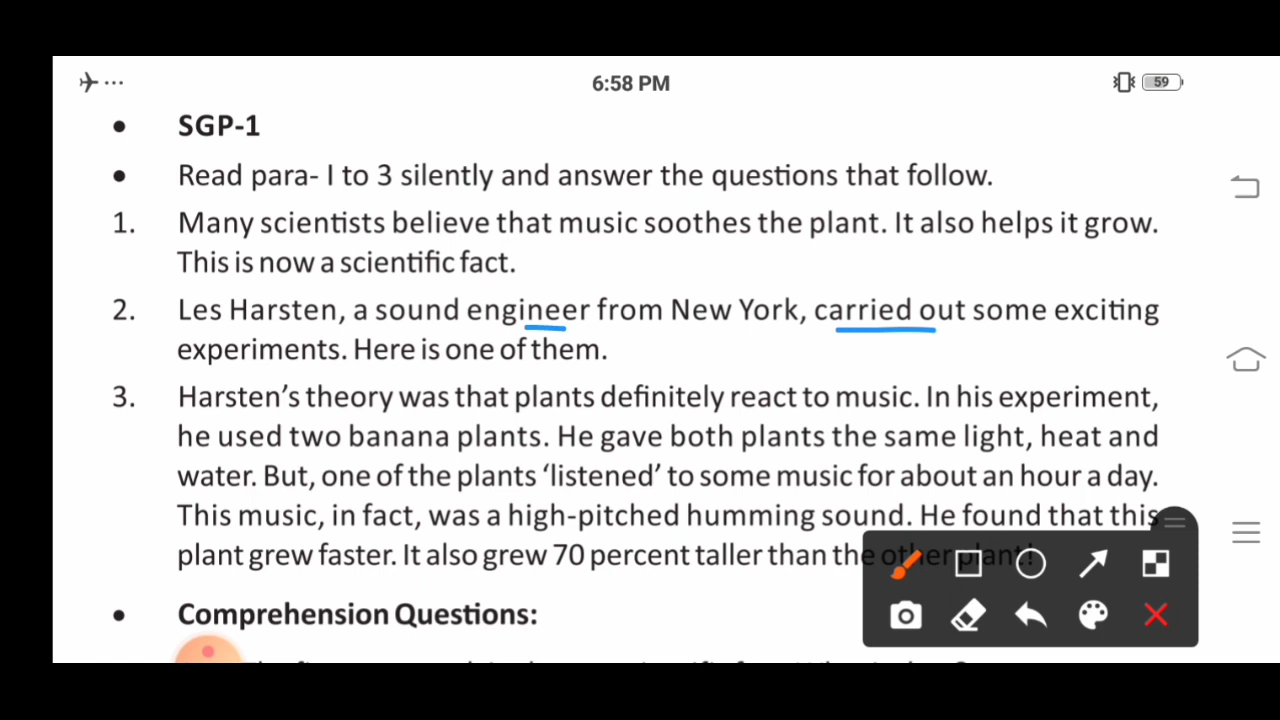 6:58 PM
59
• SGP-1
• Read para- I to 3 silently and answer the questions that follow.
1. Many scientists believe that music soothes the plant. It also helps it grow.
This is now a scientific fact.
2. Les Harsten, a sound engineer from New York, carried out some exciting
experiments. Here is one of them.
3. Harsten’s theory was that plants definitely react to music. In his experiment,
he used two banana plants. He gave both plants the same light, heat and
water. But, one of the plants ‘listened’ to some music for about an hour a day.
This music, in fact, was a high-pitched humming sound. He found that this
plant grew faster. It also grew 70 percent taller than the other plant!
• Comprehension Questions: